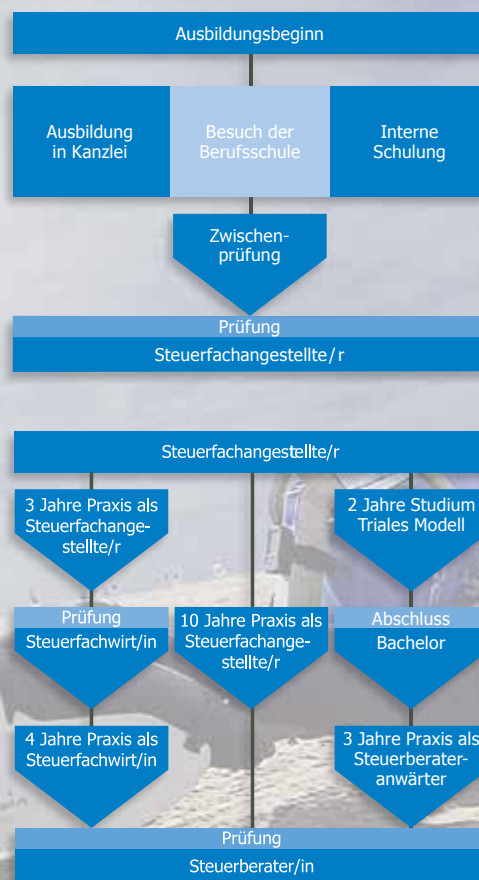 Ausbildungsbeginn
Ausbildung
in Kanzlei
Besuch der
Berufsschule
Interne
Schulung
Zwischen-
prüfung
Prüfung
Steuerfachangestellte/r
Steuerfachangestellte/r
3 Jahre Praxis als
Steuerfachange-
stellte/r
2 Jahre Studium
Triales Modell
Prüfung
Steuerfachwirt/in
10 Jahre Praxis als
Steuerfachange-
stellte/r
Abschluss
Bachelor
4 Jahre Praxis als
Steuerfachwirt/in
3 Jahre Praxis als
Steuerberater-
anwärter
Prüfung
Steuerberater/in